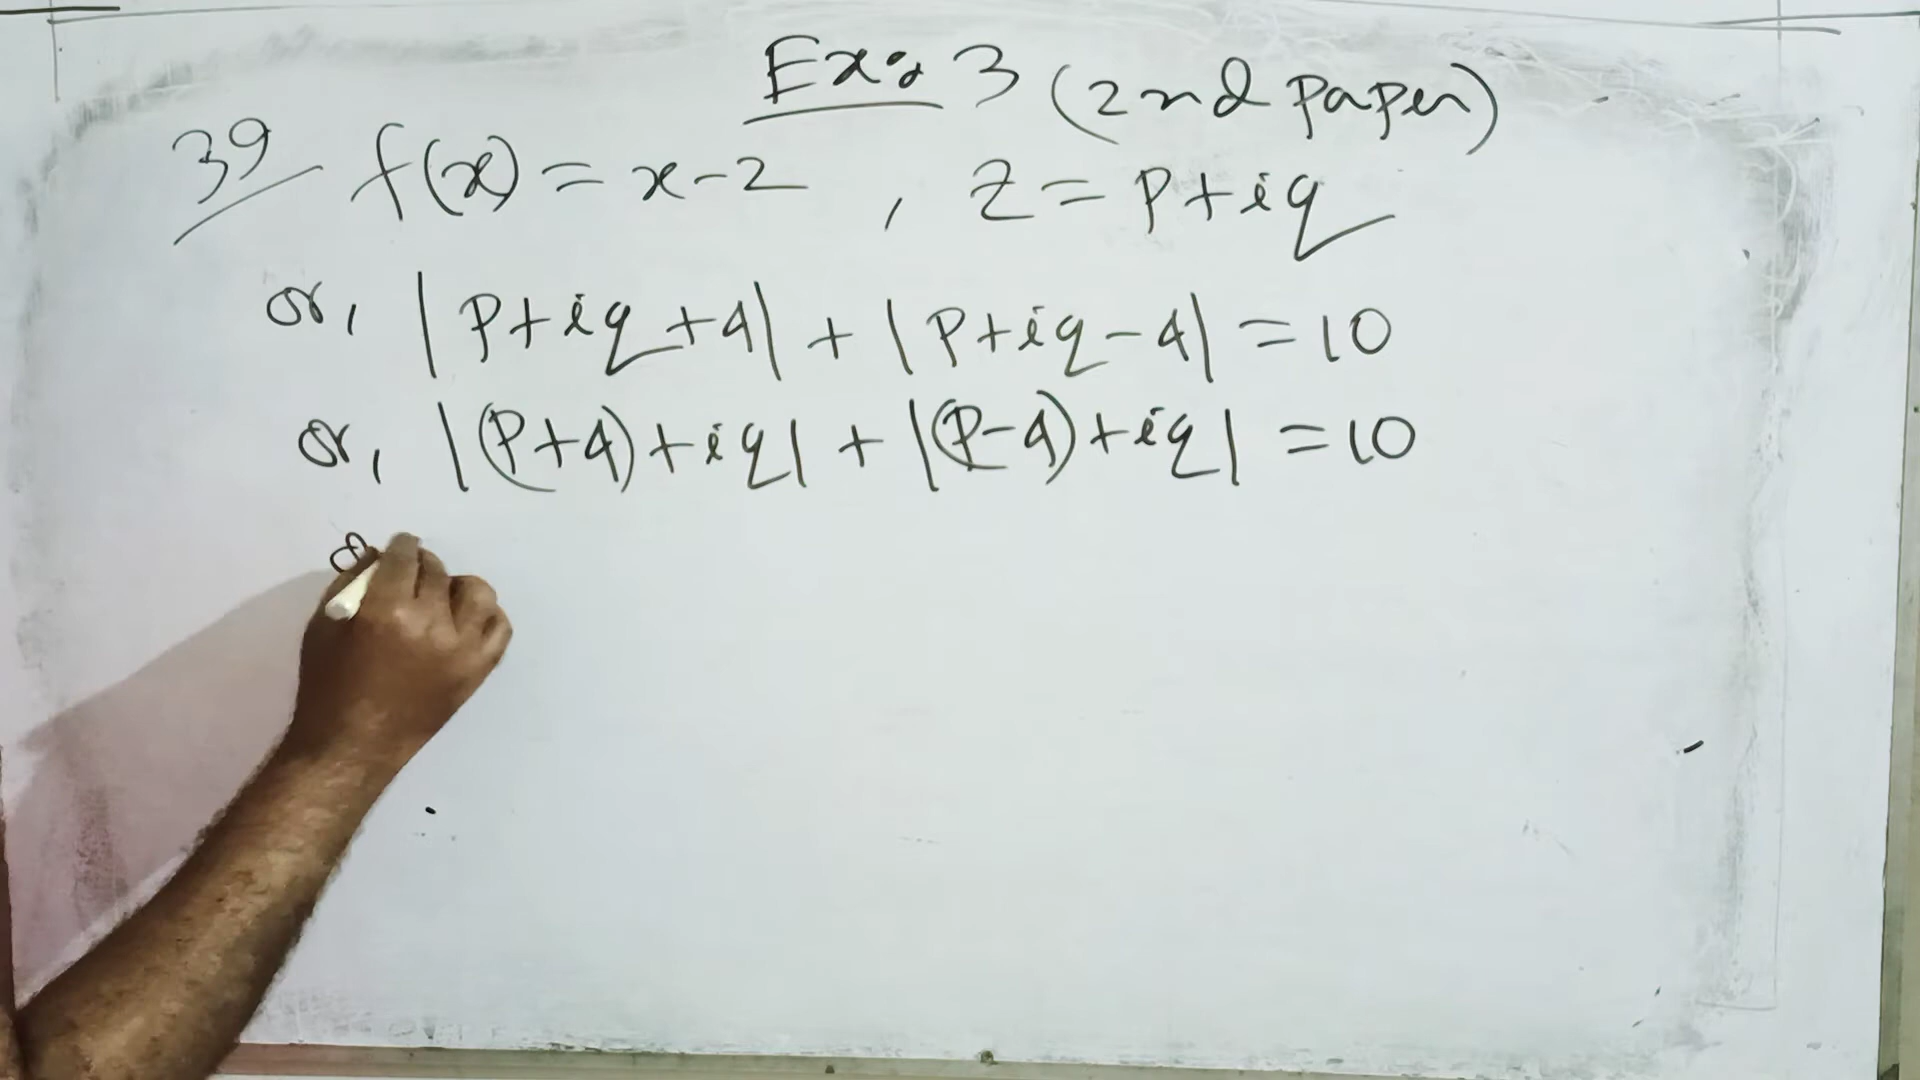 Ex: 3 (2nd paper)
39 f(x) = x-2 , z = p+iq
or, |p+iq+4| + |p+iq-4| = 10
or, |(p+4)+iq| + |(p-4)+iq| = 10